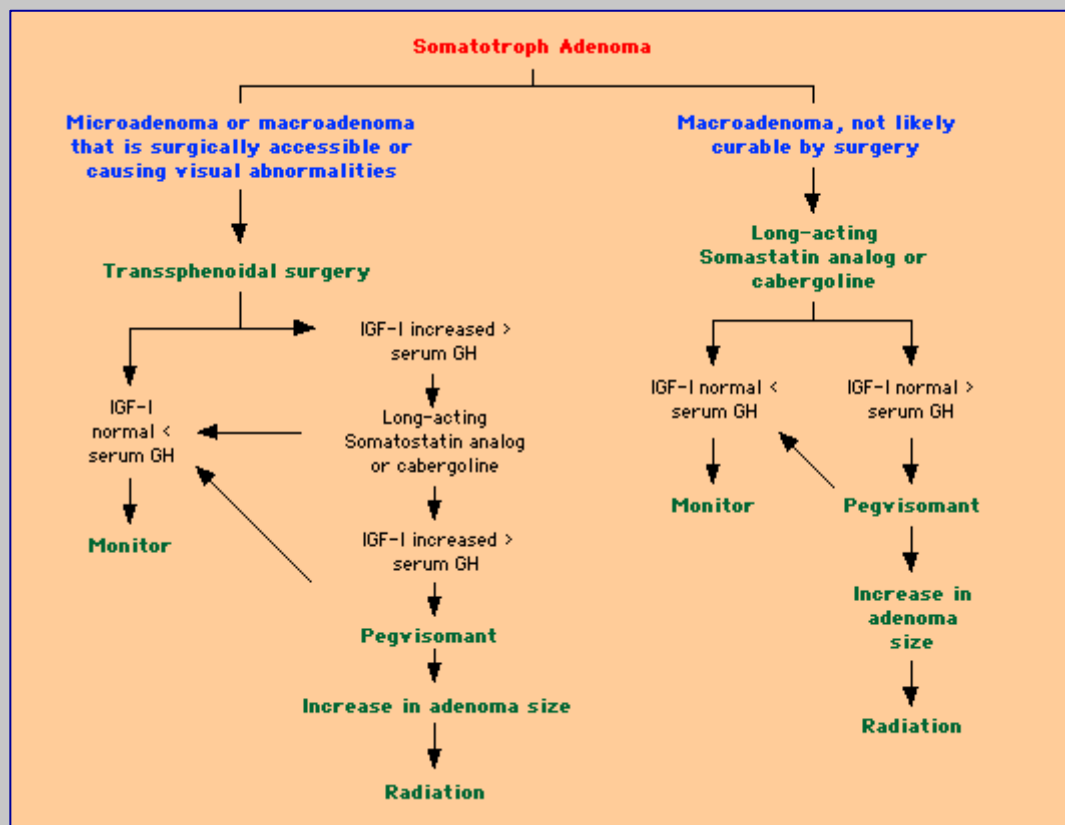 Somatotroph Adenoma
Microadenoma or macroadenoma
that is surgically accessible or
causing visual abnormalities
Transsphenoidal surgery
IGF-I increased >
serum GH
IGF-I
normal <
serum GH
Long-acting
Somatostatin analog
or cabergoline
Monitor
IGF-I increased >
serum GH
Pegvisomant
Increase in adenoma size
Radiation
Macroadenoma, not likely
curable by surgery
Long-acting
Somastatin analog or
cabergoline
IGF-I normal <
serum GH
IGF-I normal >
serum GH
Monitor
Pegvisomant
Increase in
adenoma
size
Radiation